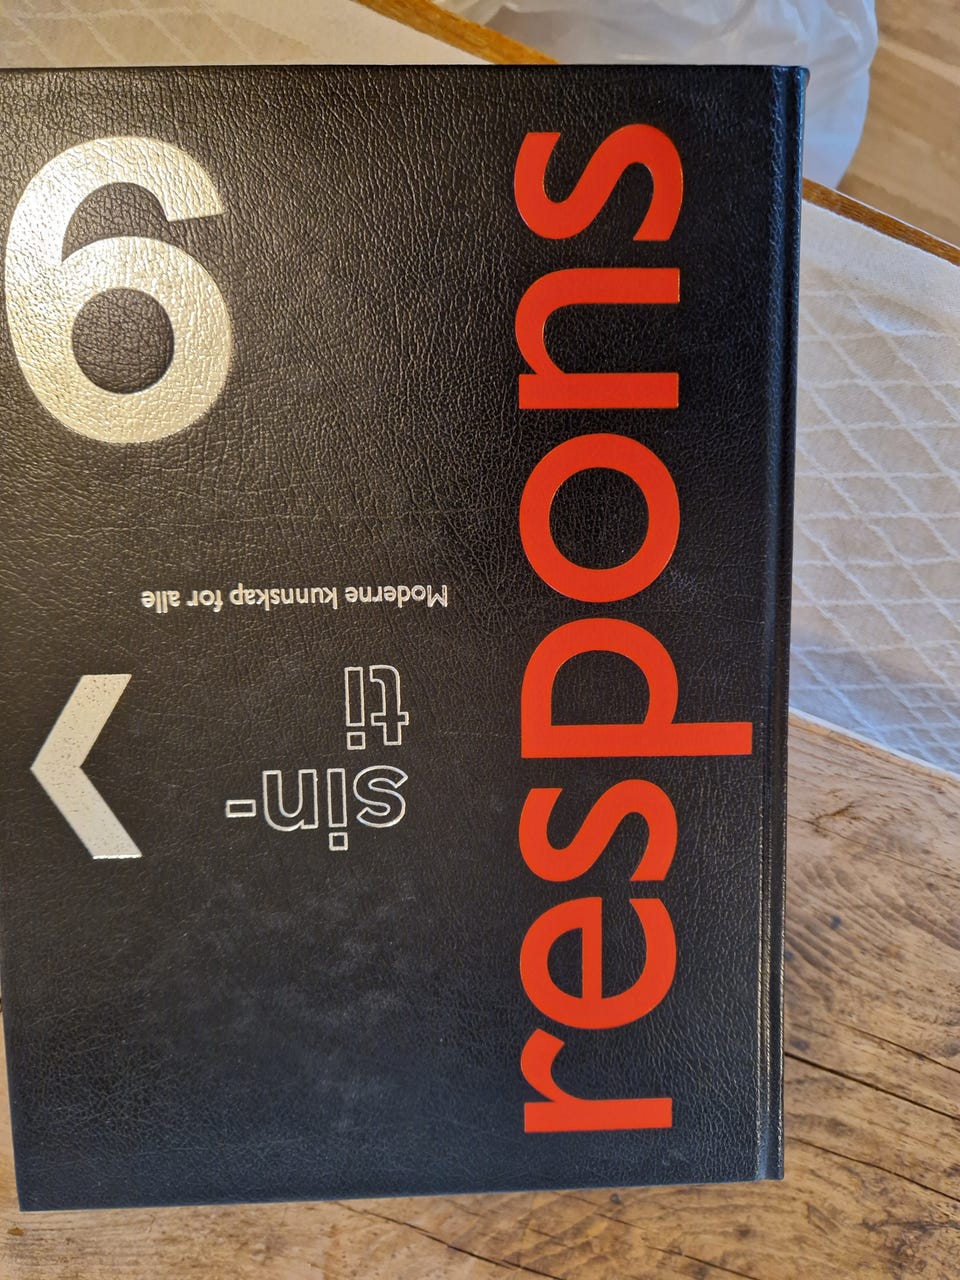 respons
sin-
ti
Moderne kunnskap for alle
9